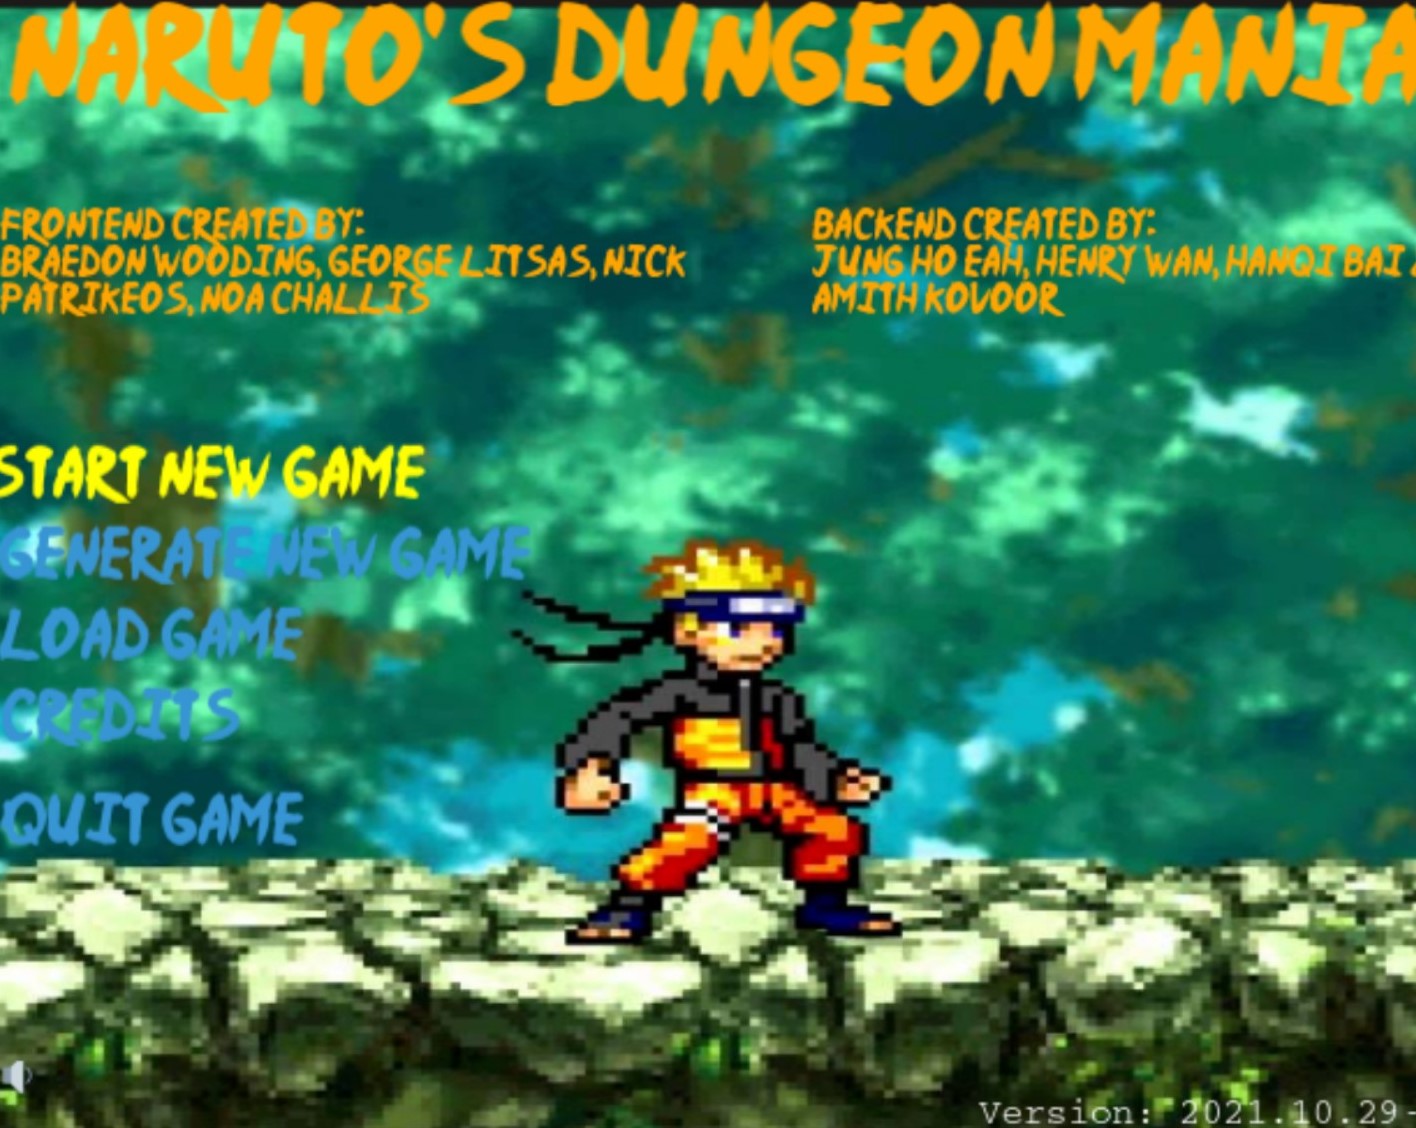 NARUTO'S DUNGEON MANIA
FRONTEND CREATED BY:
BRAEDON WOODING, GEORGE LITSAS, NICK
PATRIKEOS, NOA CHALLIS
BACKEND CREATED BY:
JUNG HO EAH, HENRY WAN, HANQI BAI
AMITH KOVOOR
START NEW GAME
GENERATE NEW GAME
LOAD GAME
CREDITS
QUIT GAME
Version: 2021.10.29-